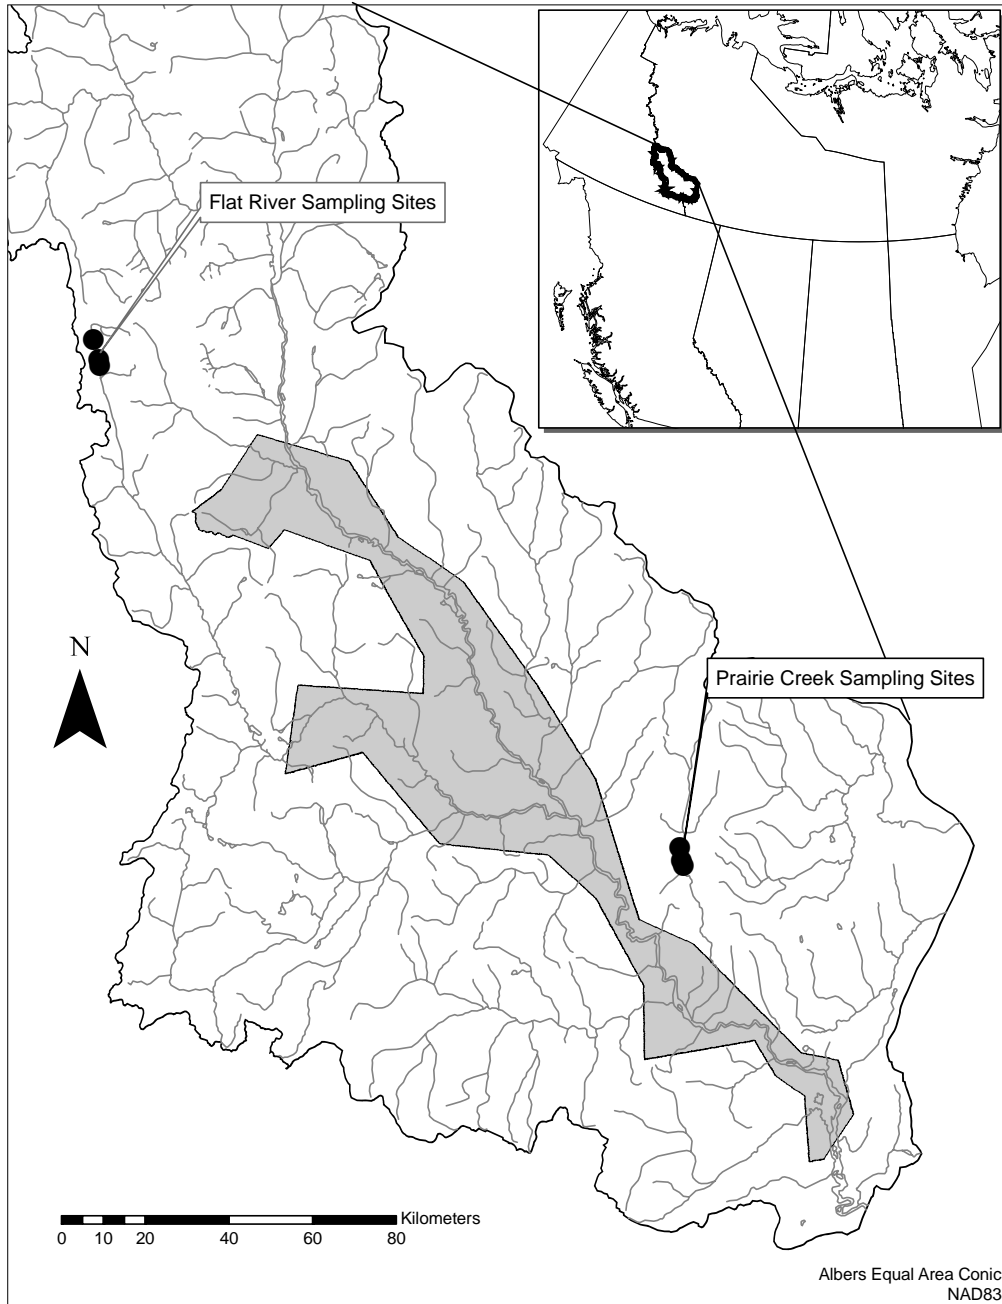 Flat River Sampling Sites
N
Prairie Creek Sampling Sites
Kilometers
0 10 20 40 60 80
Albers Equal Area Conic
NAD83